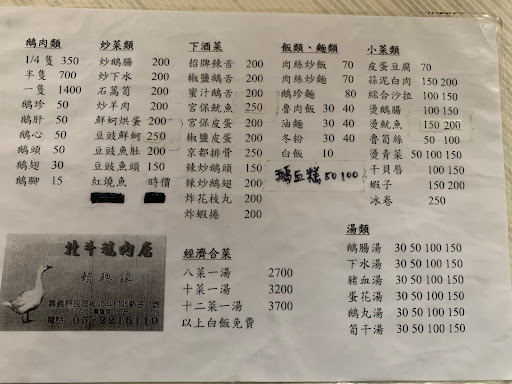 鵝肉類
1/4 隻 350
半隻 700
一隻 1400
鵝珍 50
鵝肝 50
鵝心 50
鵝頭 50
鵝翅 30
鵝腳 15
炒菜類
炒鵝腸 200
炒下水 200
石蒿筍 200
炒羊肉 200
鮮蚵烘蛋 200
豆豉鮮蚵 250
豆豉魚肚 200
豆豉魚頭 150
紅燒魚 時價
下酒菜
招牌辣舌 200
椒鹽鵝舌 200
蜜汁鵝舌 200
宮保魷魚 250
宮保皮蛋 200
椒鹽皮蛋 200
京都排骨 250
辣炒鵝頭 150
辣炒鵝翅 200
炸花枝丸 200
炸蝦捲 200
飯類、麵類
肉絲炒飯 70
肉絲炒麵 70
鵝珍麵 80
魯肉飯 30 40
油麵 30 40
冬粉 30 40
白飯 10
鵝血糕 50 100
小菜類
皮蛋豆腐 70
蒜泥白肉 150 200
綜合沙拉 100 150
燙鵝腸 100 150
燙魷魚 150 200
魯筍絲 50 100
燙青菜 50 100 150
干貝唇 100 150
蝦子 150 200
冰卷 250
湯類
鵝腸湯 30 50 100 150
下水湯 30 50 100 150
豬血湯 30 50 100 150
蛋花湯 30 50 100 150
鵝丸湯 30 50 100 150
筍干湯 30 50 100 150
經濟合菜
八菜一湯 2700
十菜一湯 3200
十二菜一湯 3700
以上白飯免費
北斗鵝肉店
賴聰鎮
05-2216119